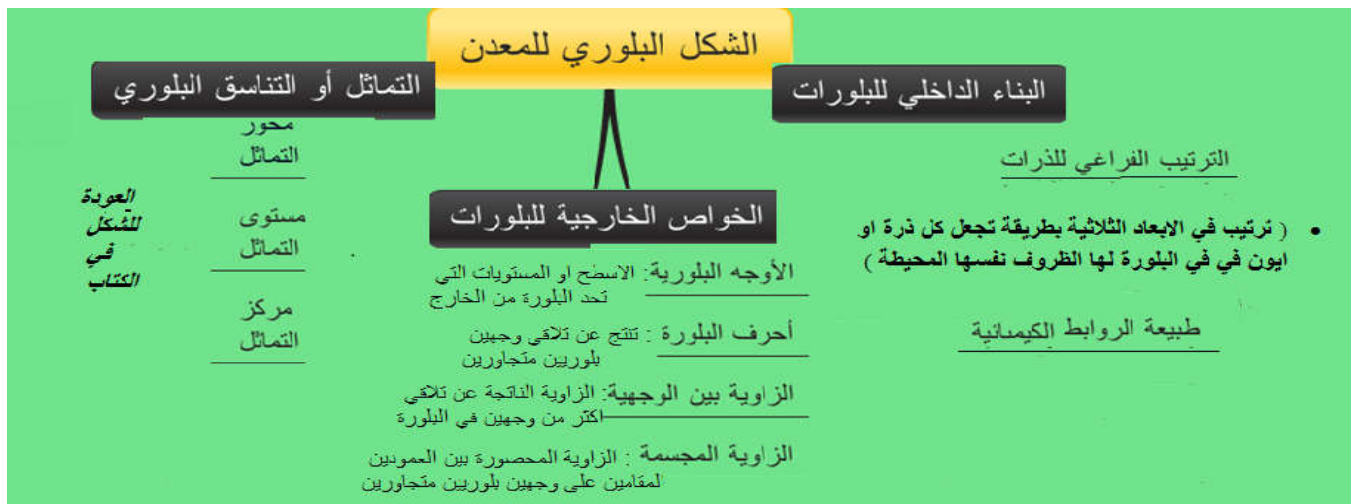 الشكل البلوري للمعدن
البناء الداخلي للبلورات
الترتيب الفراغي للذرات
• ( ترتيب في الابعاد الثلاثية بطريقة تجعل كل ذرة او
ايون في في البلورة لها الظروف نفسها المحيطة )
طبيعة الروابط الكيميائية
الخواص الخارجية للبلورات
الأوجه البلورية: الاسطح او المستويات التي
تحد البلورة من الخارج
أحرف البلورة : تنتج عن تلاقي وجهين
بلوريين متجاورين
الزاوية بين الوجهية: الزاوية الناتجة عن تلاقي
اكثر من وجهين في البلورة
الزاوية المجسمة : الزاوية المحصورة بين العمودين
المقامين على وجهين بلوريين متجاورين
التماثل أو التناسق البلوري
محور
التماثل
مستوى
التماثل
مركز
التماثل
العودة
للشكل
في
الكتاب